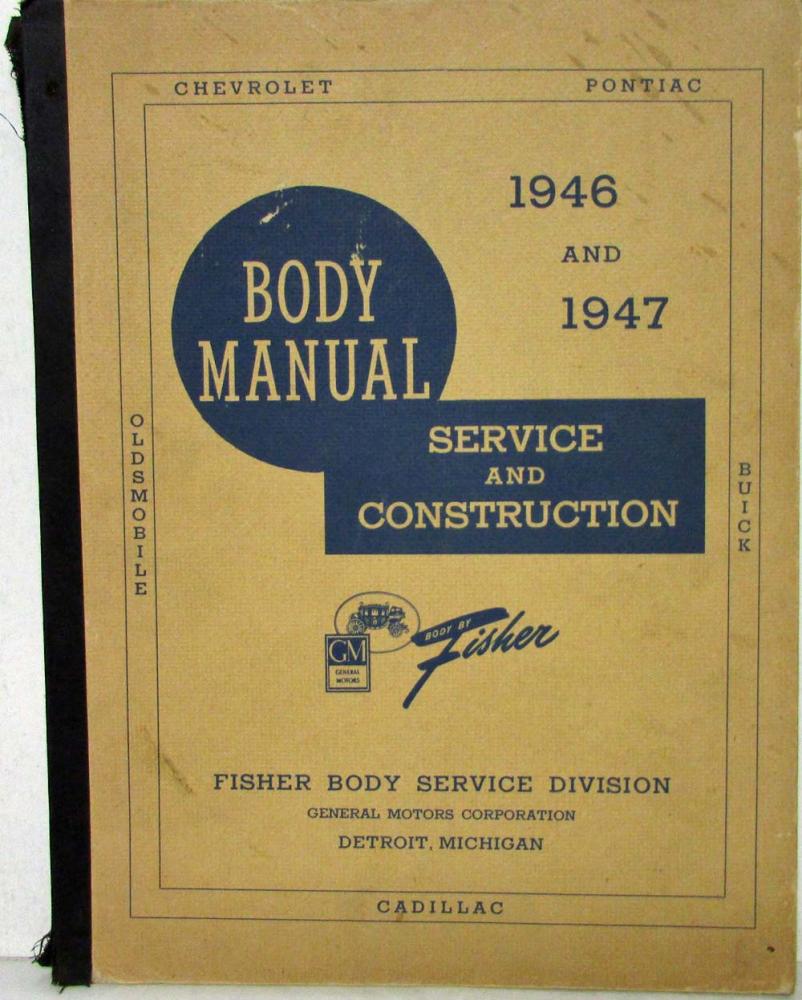 CHEVROLET
PONTIAC
1946
AND
1947
BODY
MANUAL
SERVICE
AND
CONSTRUCTION
OLDSMOBILE
BUICK
GM
GENERAL
MOTORS
BODY BY
Fisher
FISHER BODY SERVICE DIVISION
GENERAL MOTORS CORPORATION
DETROIT, MICHIGAN
CADILLAC